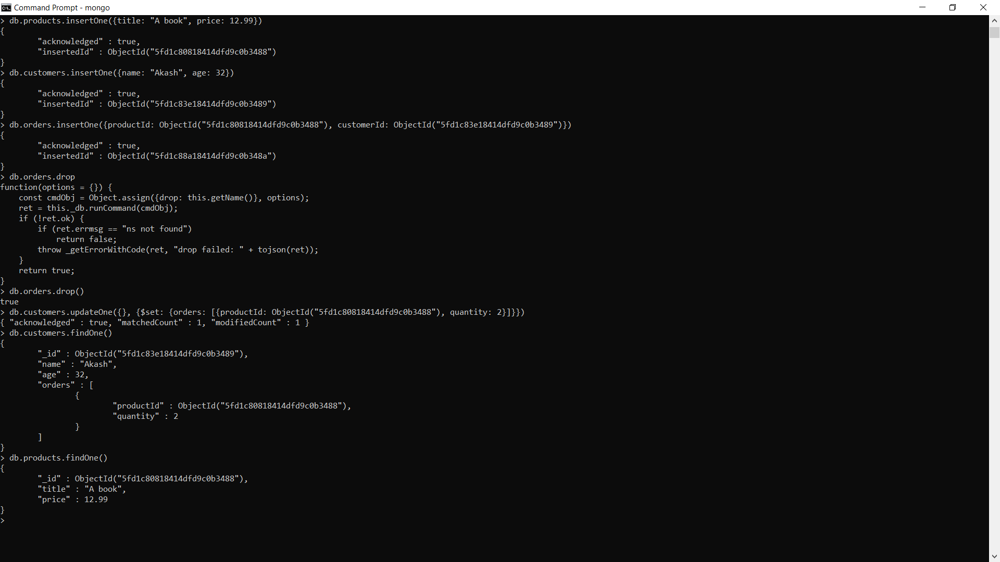 Command Prompt - mongo
> db.products.insertOne({title: "A book", price: 12.99})
{
        "acknowledged" : true,
        "insertedId" : ObjectId("5fd1c80818414dfd9c0b3488")
}
> db.customers.insertOne({name: "Akash", age: 32})
{
        "acknowledged" : true,
        "insertedId" : ObjectId("5fd1c83e18414dfd9c0b3489")
}
> db.orders.insertOne({productId: ObjectId("5fd1c80818414dfd9c0b3488"), customerId: ObjectId("5fd1c83e18414dfd9c0b3489")})
{
        "acknowledged" : true,
        "insertedId" : ObjectId("5fd1c88a18414dfd9c0b348a")
}
> db.orders.drop
function(options = {}) {
    const cmdObj = Object.assign({drop: this.getName()}, options);
    ret = this._db.runCommand(cmdObj);
    if (!ret.ok) {
        if (ret.errmsg == "ns not found")
            return false;
        throw _getErrorWithCode(ret, "drop failed: " + tojson(ret));
    }
    return true;
}
> db.orders.drop()
true
> db.customers.updateOne({}, {$set: {orders: [{productId: ObjectId("5fd1c80818414dfd9c0b3488"), quantity: 2}]}})
{ "acknowledged" : true, "matchedCount" : 1, "modifiedCount" : 1 }
> db.customers.findOne()
{
        "_id" : ObjectId("5fd1c83e18414dfd9c0b3489"),
        "name" : "Akash",
        "age" : 32,
        "orders" : [
                {
                        "productId" : ObjectId("5fd1c80818414dfd9c0b3488"),
                        "quantity" : 2
                }
        ]
}
> db.products.findOne()
{
        "_id" : ObjectId("5fd1c80818414dfd9c0b3488"),
        "title" : "A book",
        "price" : 12.99
}
>